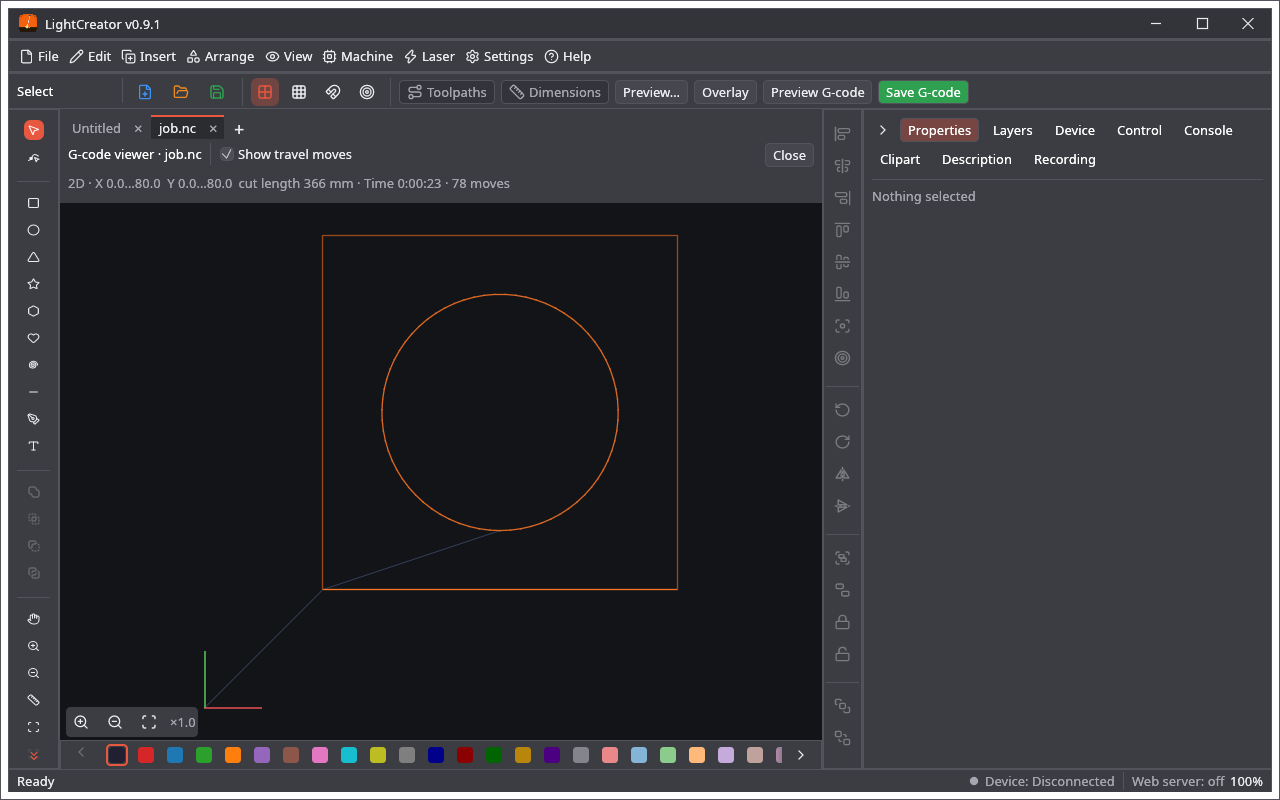 LightCreator v0.9.1
File Edit Insert Arrange View Machine Laser Settings Help
Select Toolpaths Dimensions Preview... Overlay Preview G-code Save G-code
Untitled × job.nc × +
G-code viewer · job.nc Show travel moves Close
2D · X 0.0...80.0 Y 0.0...80.0 cut length 366 mm · Time 0:00:23 · 78 moves
Properties Layers Device Control Console
Clipart Description Recording
Nothing selected
T
×1.0
Ready Device: Disconnected Web server: off 100%